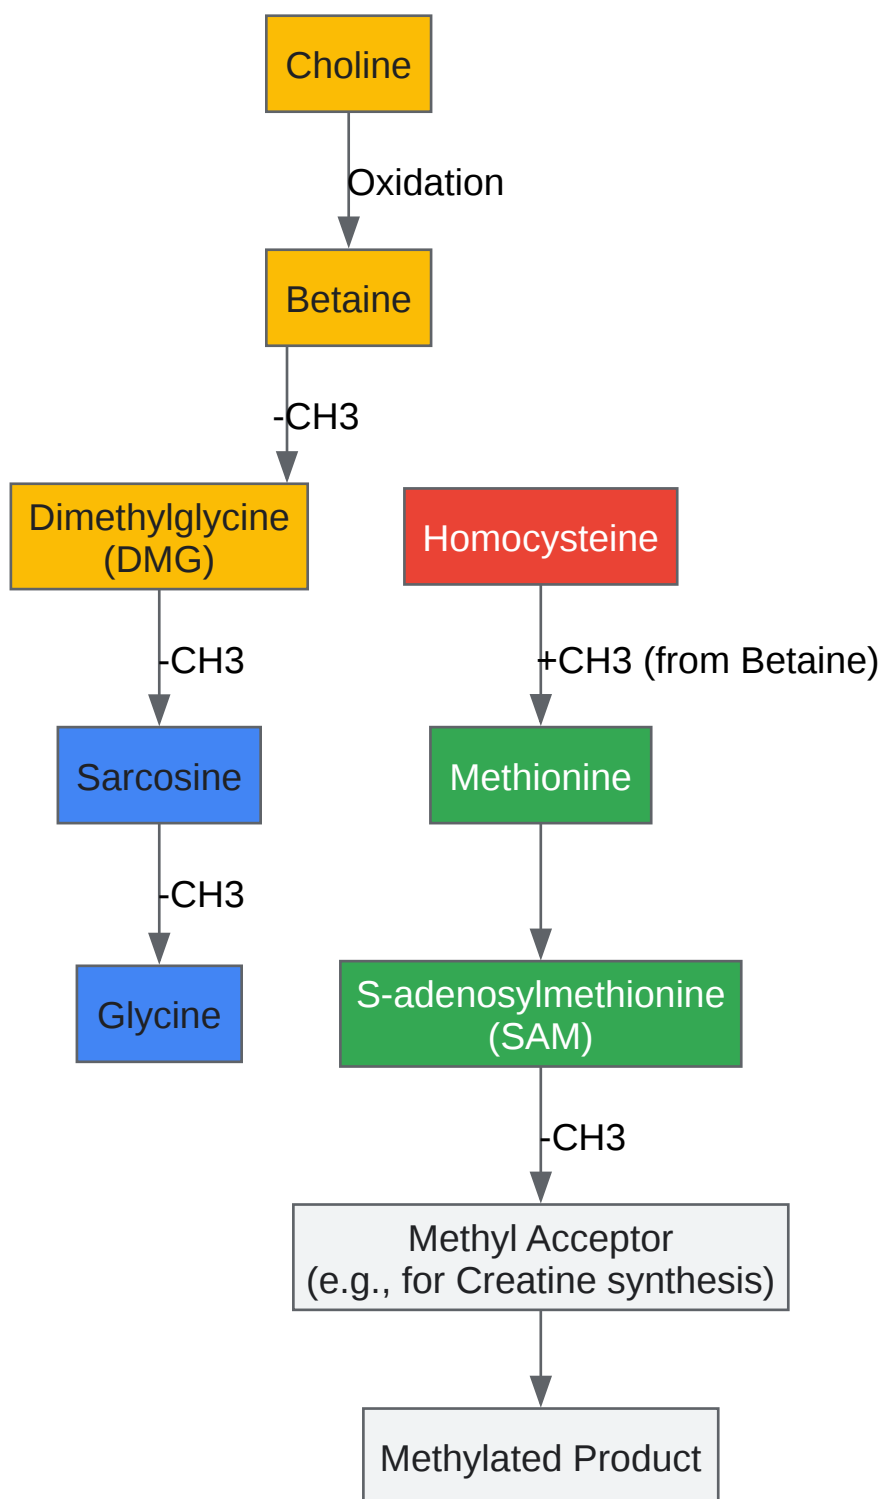 Choline
Oxidation
Betaine
-CH3
Dimethylglycine
(DMG)
Homocysteine
-CH3
+CH3 (from Betaine)
Sarcosine
Methionine
-CH3
Glycine
S-adenosylmethionine
(SAM)
-CH3
Methyl Acceptor
(e.g., for Creatine synthesis)
Methylated Product